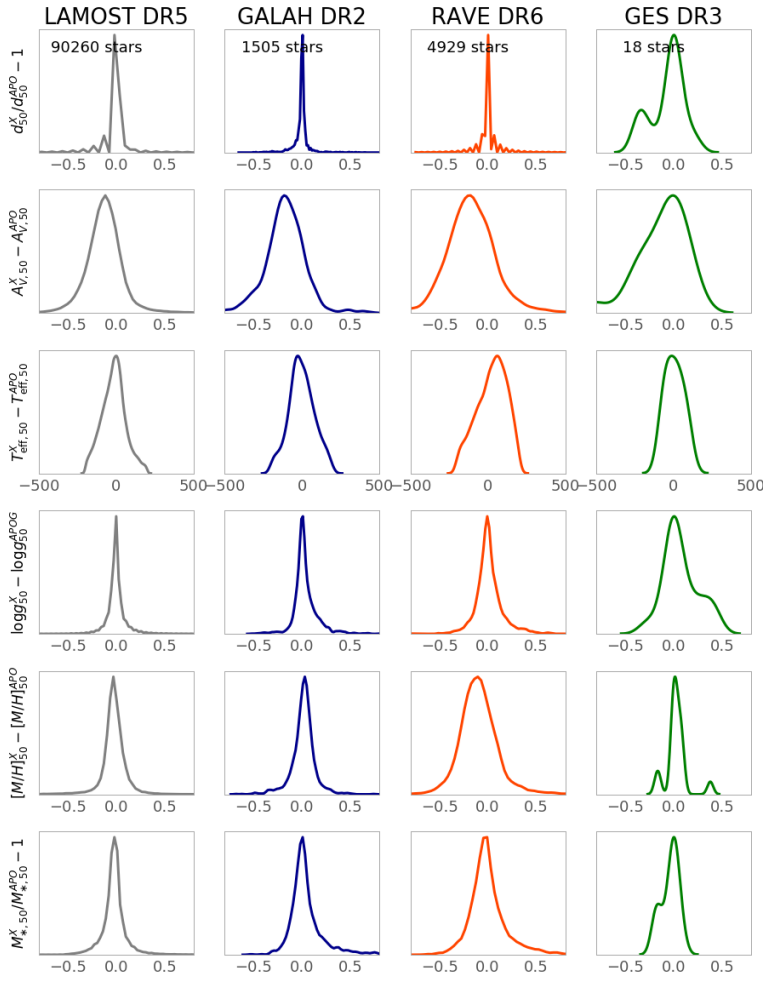 LAMOST DR5 GALAH DR2 RAVE DR6 GES DR3
90260 stars 1505 stars 4929 stars 18 stars
d^X_50/d^APO_50 − 1
−0.5 0.0 0.5 −0.5 0.0 0.5 −0.5 0.0 0.5 −0.5 0.0 0.5
A^X_V,50 − A^APO_V,50
−0.5 0.0 0.5 −0.5 0.0 0.5 −0.5 0.0 0.5 −0.5 0.0 0.5
T^X_eff,50 − T^APO_eff,50
−500 0 500 −500 0 500 −500 0 500 −500 0 500
logg^X_50 − logg^APOG_50
−0.5 0.0 0.5 −0.5 0.0 0.5 −0.5 0.0 0.5 −0.5 0.0 0.5
[M/H]^X_50 − [M/H]^APO_50
−0.5 0.0 0.5 −0.5 0.0 0.5 −0.5 0.0 0.5 −0.5 0.0 0.5
M^X_*,50/M^APO_*,50 − 1
−0.5 0.0 0.5 −0.5 0.0 0.5 −0.5 0.0 0.5 −0.5 0.0 0.5